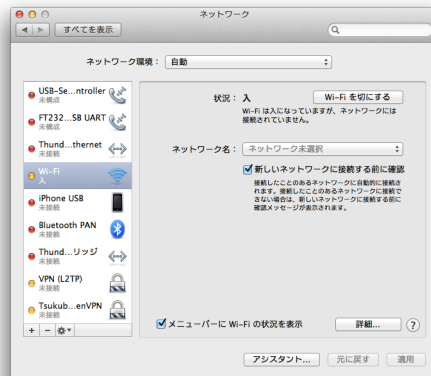 ネットワーク
すべてを表示
ネットワーク環境： 自動
USB-Se…ntroller
未構成
FT232…SB UART
未構成
Thund…thernet
未接続
Wi-Fi
入
iPhone USB
未接続
Bluetooth PAN
未接続
Thund…リッジ
未接続
VPN (L2TP)
未接続
Tsukub…enVPN
未接続
状況： 入
Wi-Fi を切にする
Wi-Fi は入になっていますが、ネットワークには
接続されていません。
ネットワーク名： ネットワーク未選択
新しいネットワークに接続する前に確認
接続したことのあるネットワークに自動的に接続さ
れます。接続したことのあるネットワークに接続で
きない場合は、新しいネットワークに接続する前に
確認メッセージが表示されます。
メニューバーに Wi-Fi の状況を表示
詳細...
?
アシスタント...
元に戻す
適用